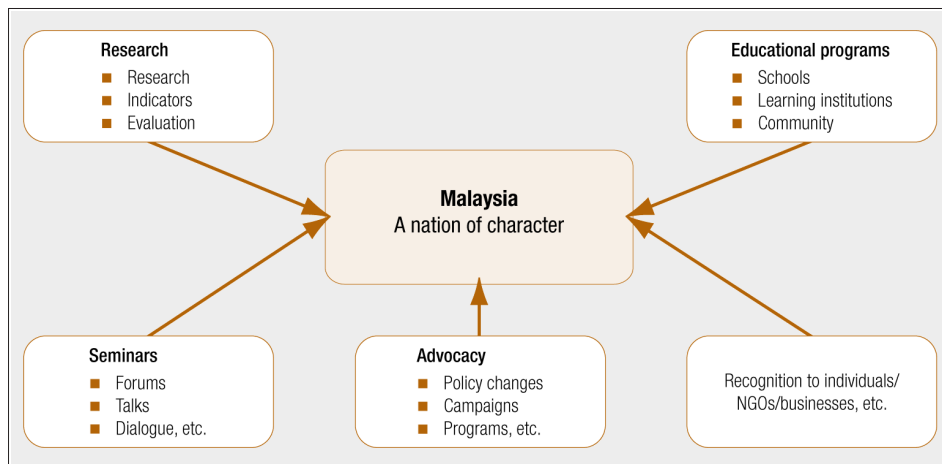 Research
Research
Indicators
Evaluation
Educational programs
Schools
Learning institutions
Community
Malaysia
A nation of character
Seminars
Forums
Talks
Dialogue, etc.
Advocacy
Policy changes
Campaigns
Programs, etc.
Recognition to individuals/
NGOs/businesses, etc.